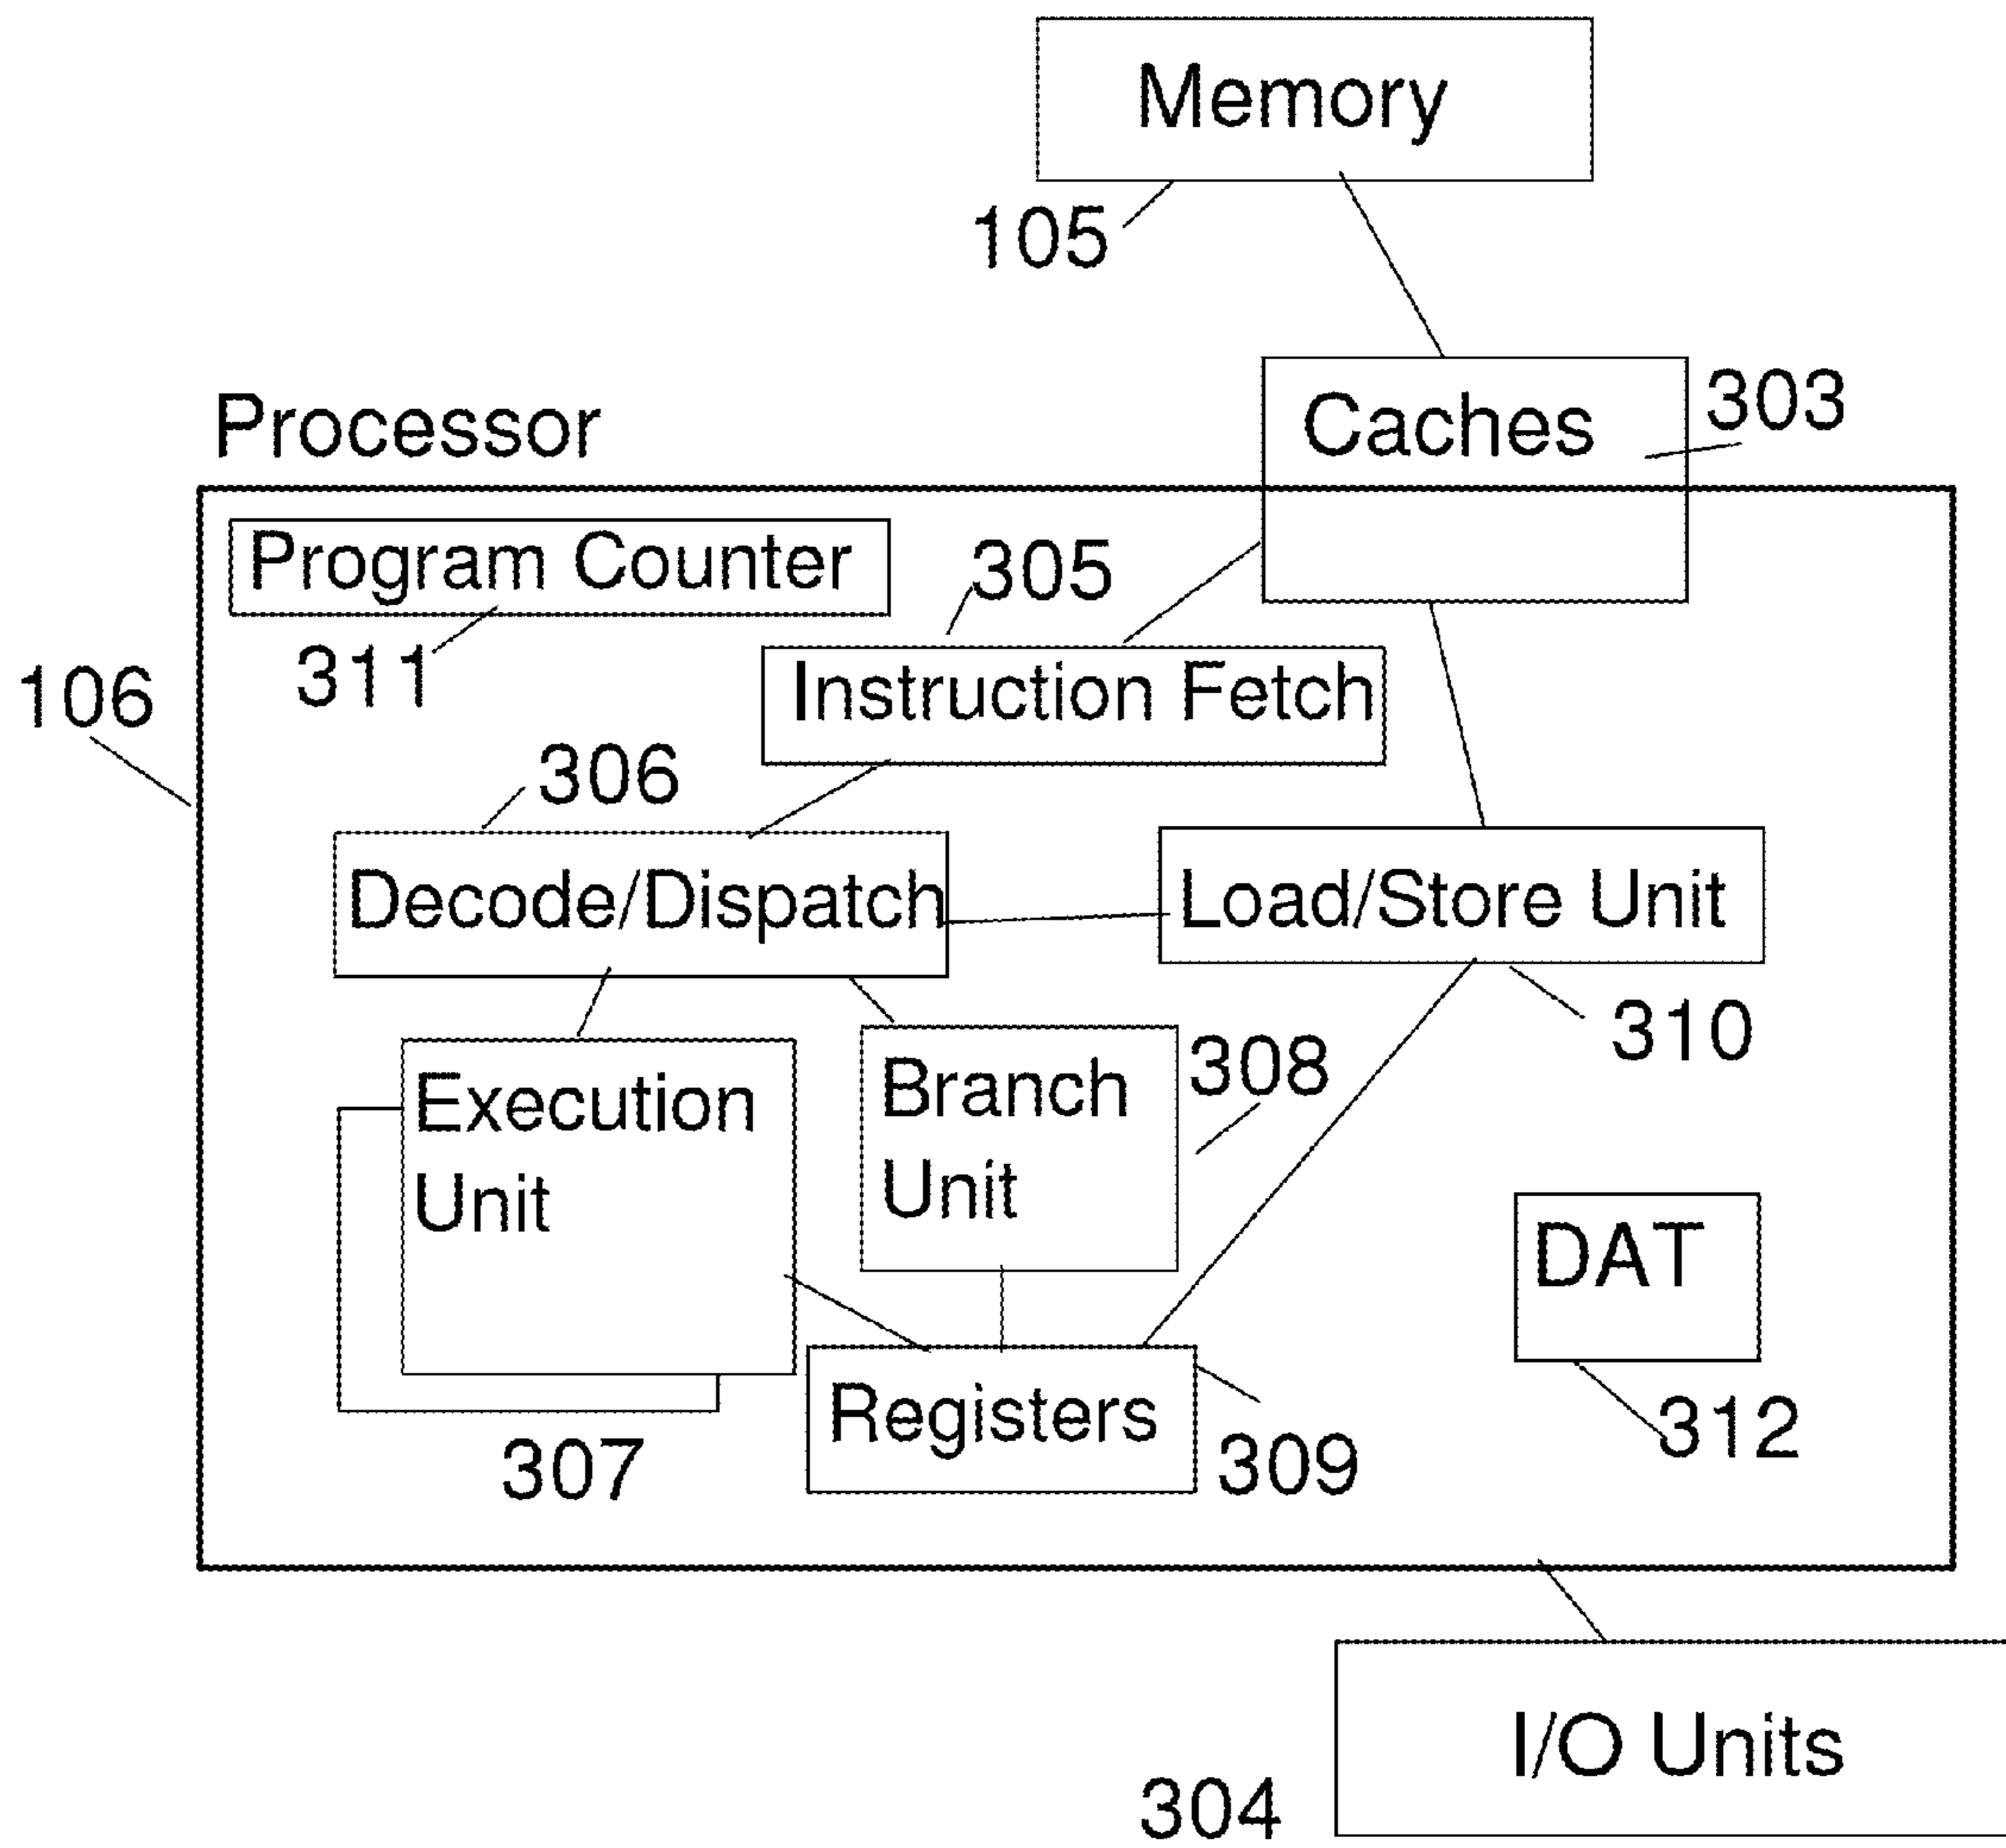 Memory
105
Caches
303
Processor
Program Counter
305
311
Instruction Fetch
106
306
Decode/Dispatch
Load/Store Unit
310
Execution
Unit
Branch
Unit
308
DAT
Registers
312
307
309
I/O Units
304